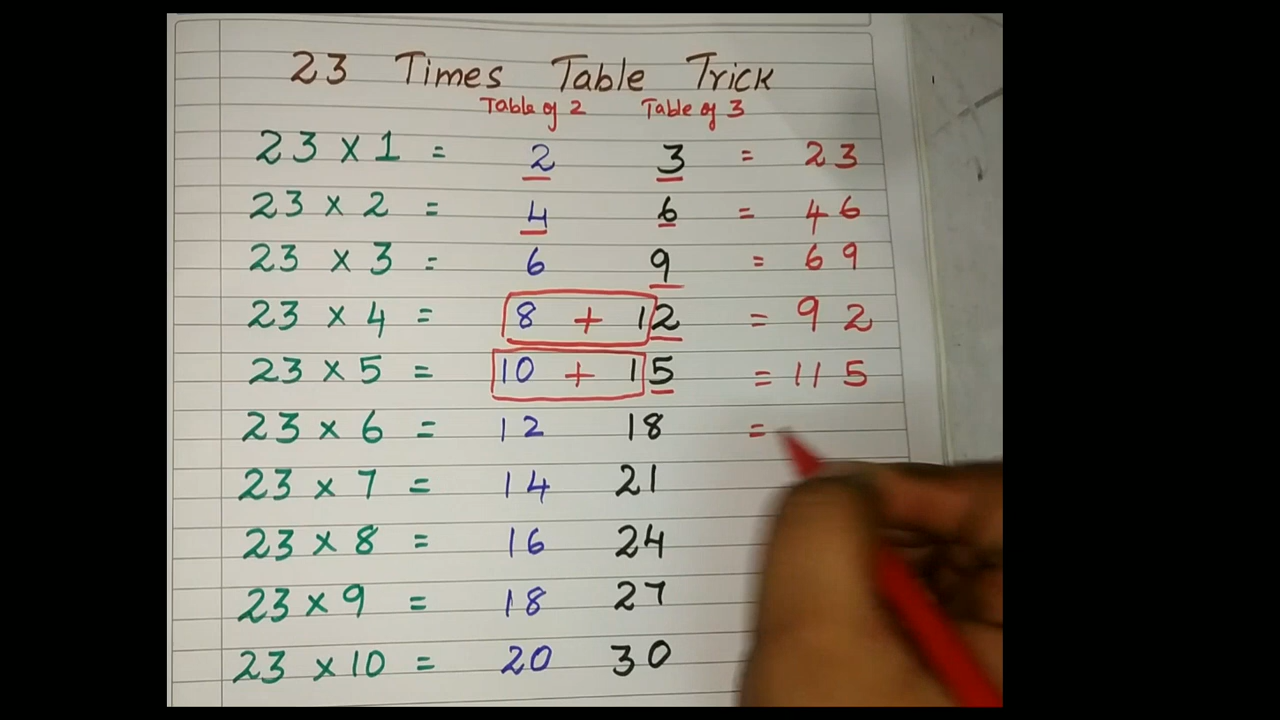 23 Times Table Trick
Table of 2 Table of 3
23 x 1 = 2 3 = 23
23 x 2 = 4 6 = 46
23 x 3 = 6 9 = 69
23 x 4 = 8 + 12 = 92
23 x 5 = 10 + 15 = 115
23 x 6 = 12 18 =
23 x 7 = 14 21
23 x 8 = 16 24
23 x 9 = 18 27
23 x 10 = 20 30